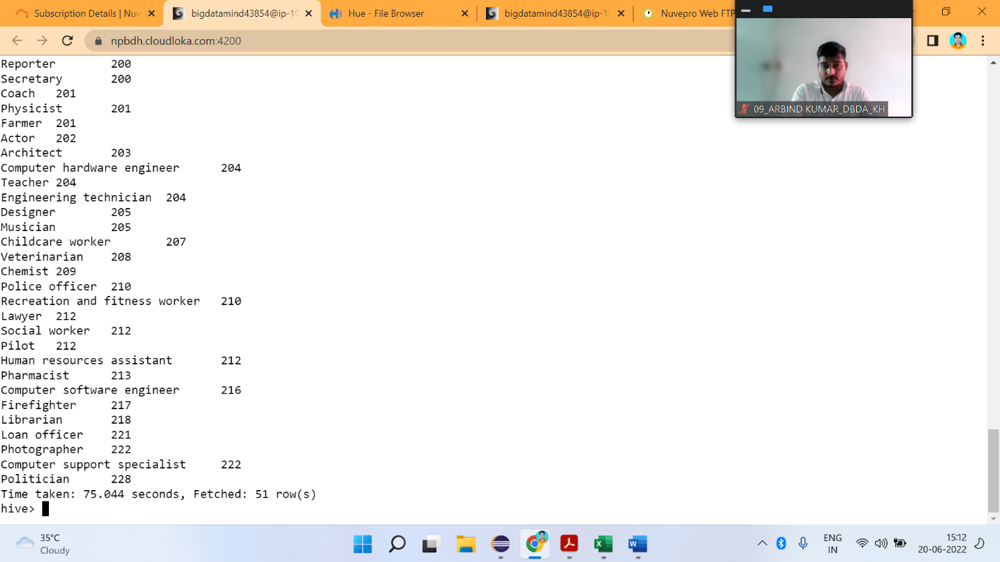 Subscription Details | Nuv
bigdatamind43854@ip-10
Hue - File Browser
bigdatamind43854@ip-10
Nuvepro Web FTP
npbdh.cloudloka.com:4200
09_ARBIND KUMAR_DBDA_KH
Reporter 200
Secretary 200
Coach 201
Physicist 201
Farmer 201
Actor 202
Architect 203
Computer hardware engineer 204
Teacher 204
Engineering technician 204
Designer 205
Musician 205
Childcare worker 207
Veterinarian 208
Chemist 209
Police officer 210
Recreation and fitness worker 210
Lawyer 212
Social worker 212
Pilot 212
Human resources assistant 212
Pharmacist 213
Computer software engineer 216
Firefighter 217
Librarian 218
Loan officer 221
Photographer 222
Computer support specialist 222
Politician 228
Time taken: 75.044 seconds, Fetched: 51 row(s)
hive>
35°C
Cloudy
ENG
IN
15:12
20-06-2022